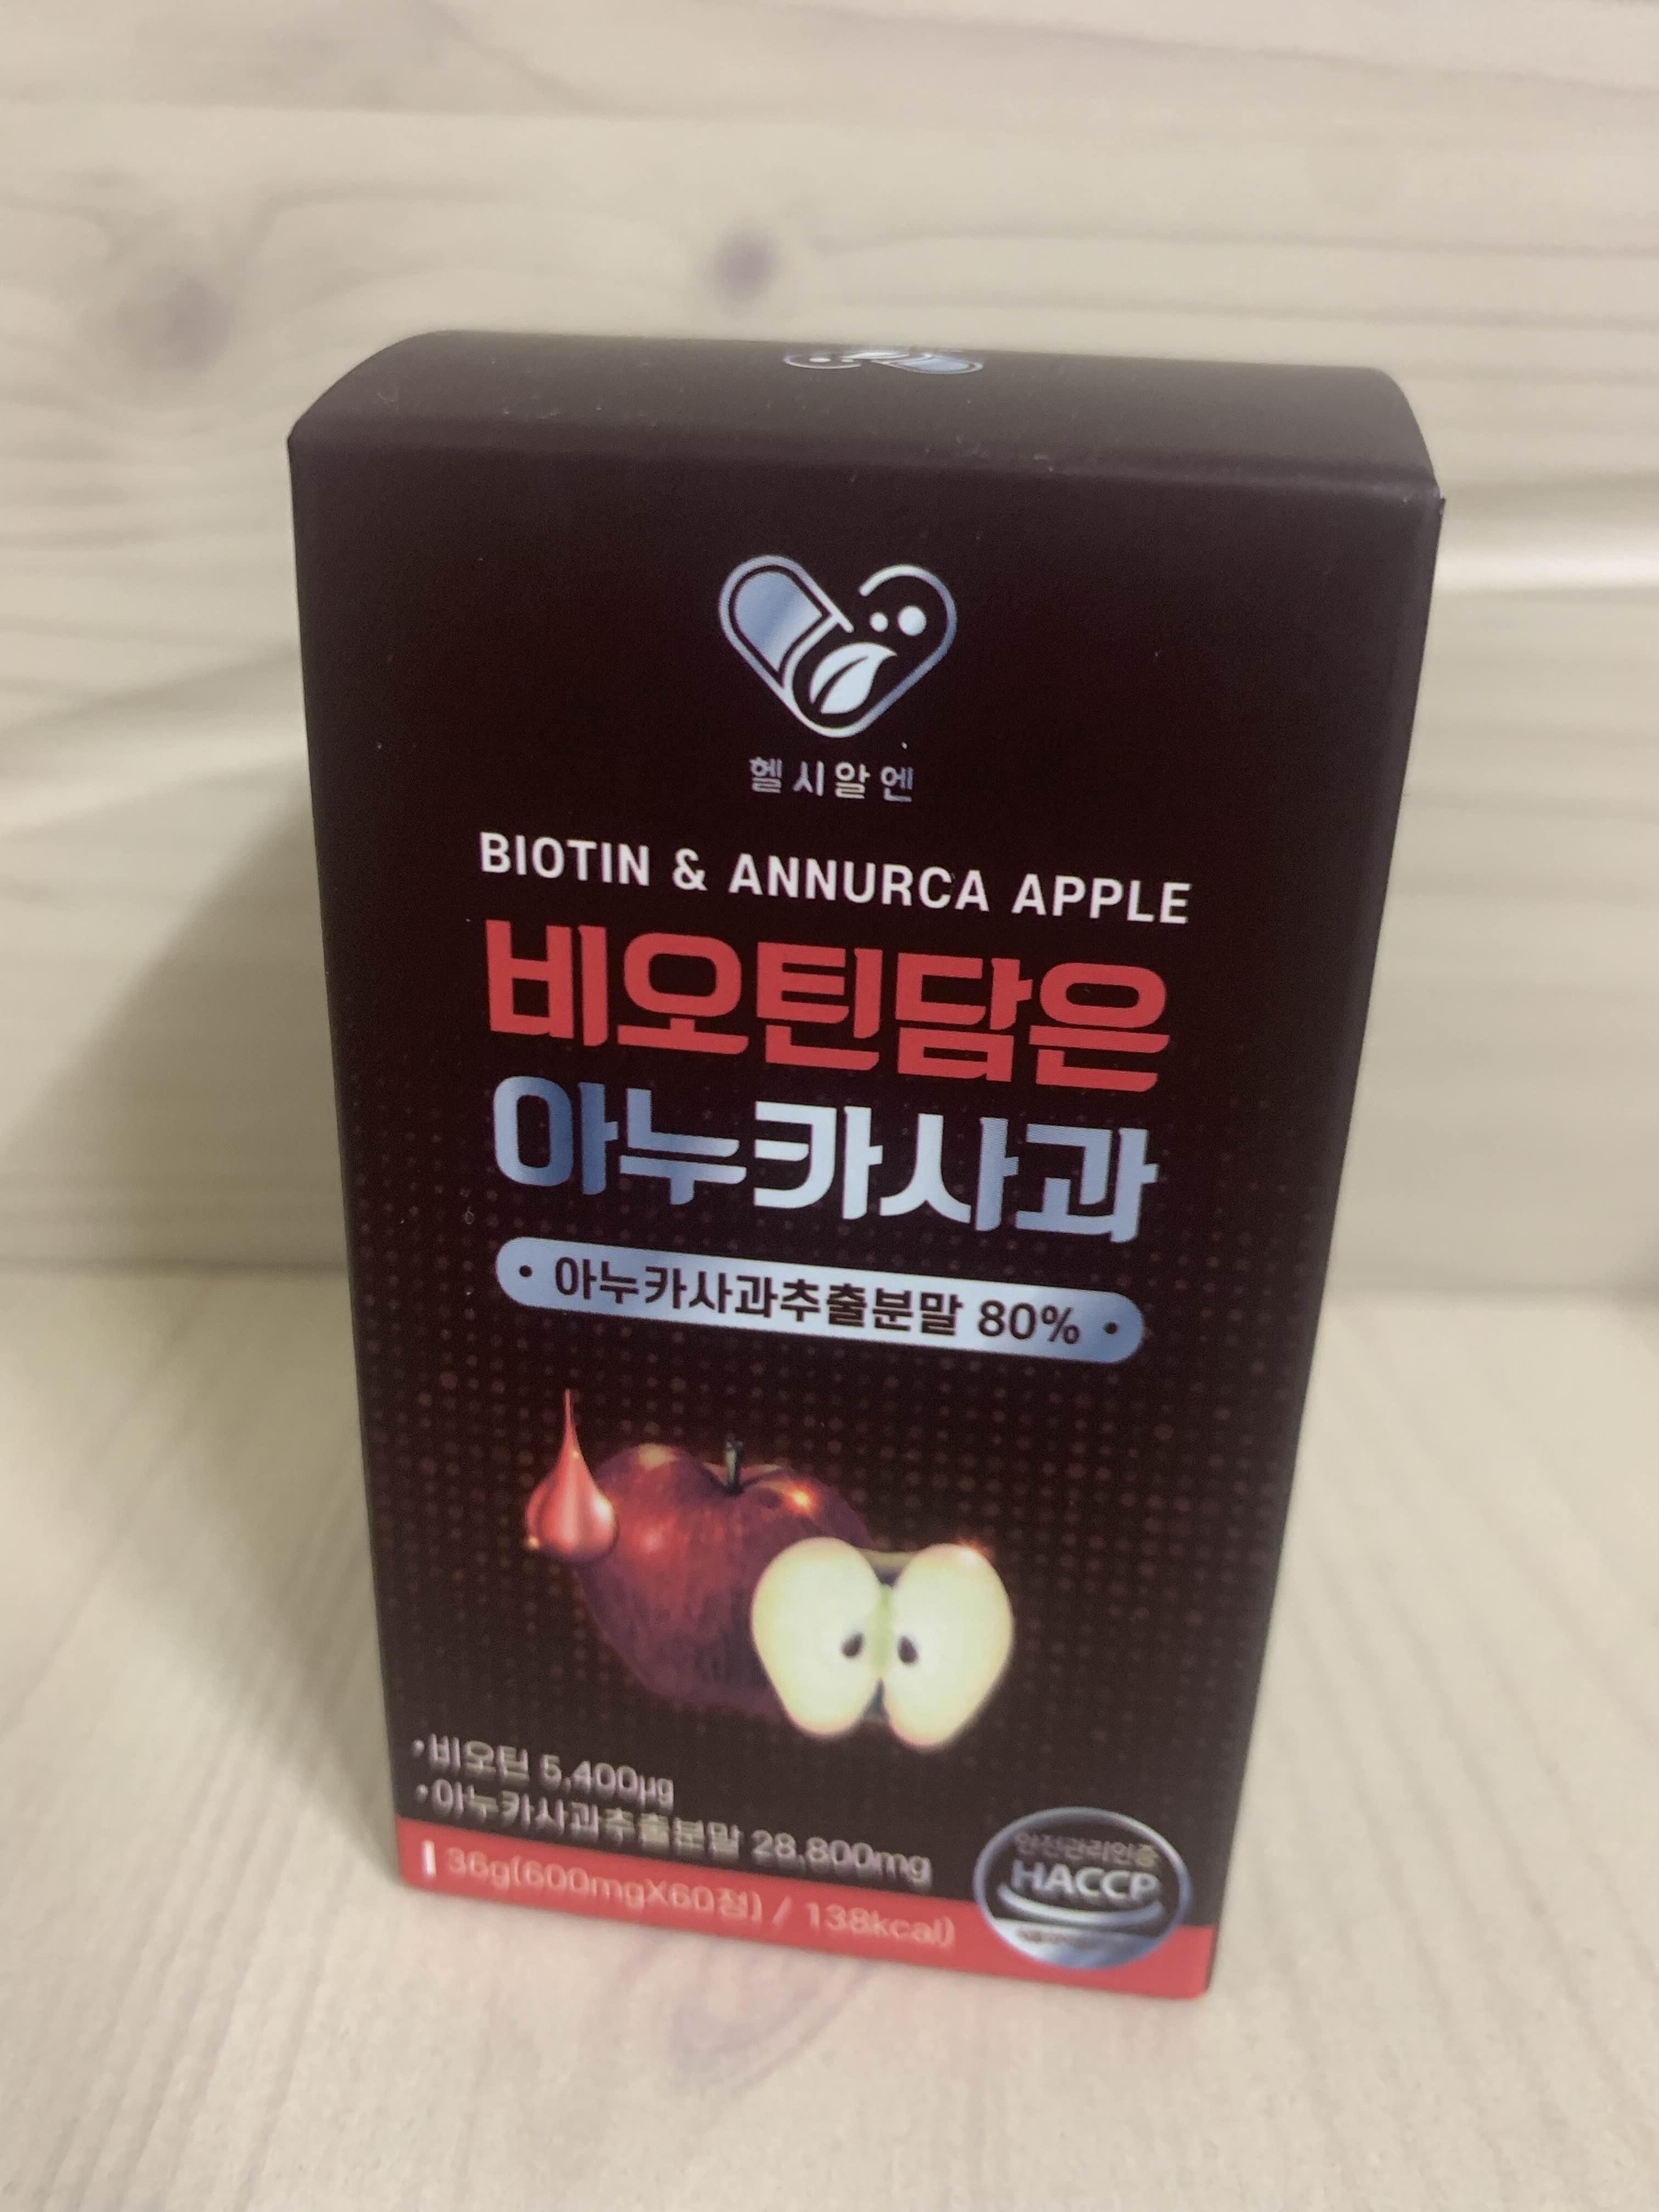 헬시알엔
BIOTIN & ANNURCA APPLE
비오틴담은
아누카사과
• 아누카사과추출분말 80% •
•비오틴 5,400µg
•아누카사과추출분말 28,800mg
36g(600mgX60정) / 138kcal)
안전관리인증
HACCP